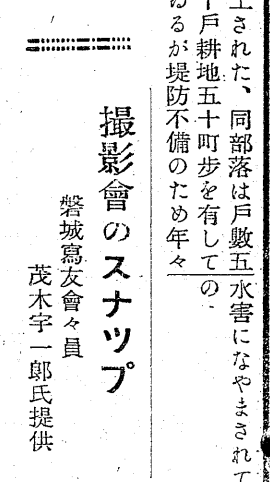 上された、同部落は戸數五
十戸耕地五十町歩を有して
ゐるが堤防不備のため年々
水害になやまされて
の
撮影會のスナップ
磐城寫友會々員
茂木宇一郎氏提供